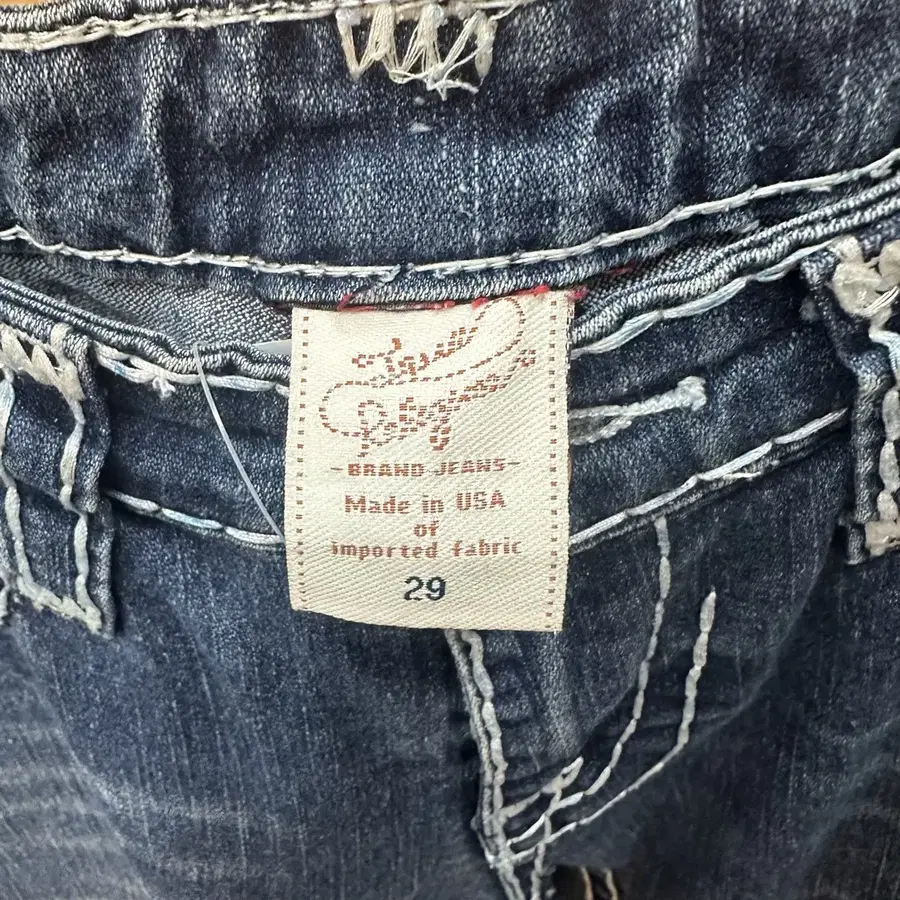 -BRAND JEANS-
Made in USA
of
imported fabric
29